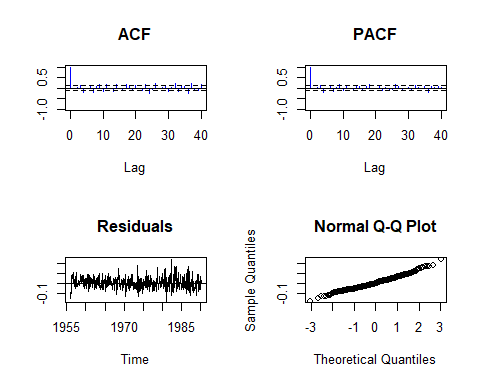 ACF
0.5
-1.0
0 10 20 30 40
Lag
PACF
0.5
-1.0
0 10 20 30 40
Lag
Residuals
-0.1
1955 1970 1985
Time
Normal Q-Q Plot
Sample Quantiles
-0.1
-3 -1 0 1 2 3
Theoretical Quantiles